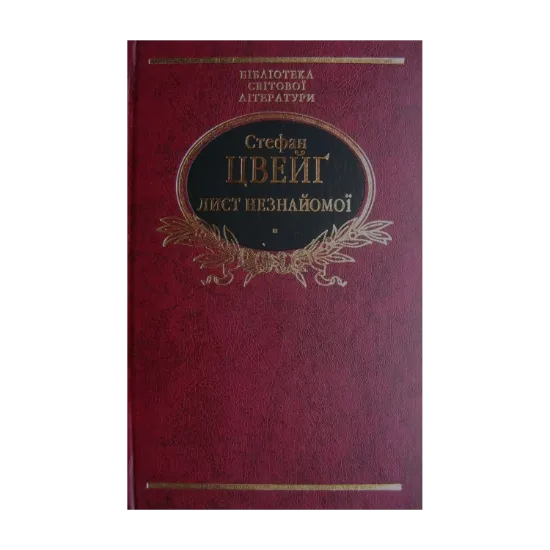 БІБЛІОТЕКА
СВІТОВОЇ
ЛІТЕРАТУРИ
Стефан
ЦВЕЙҐ
ЛИСТ НЕЗНАЙОМОЇ